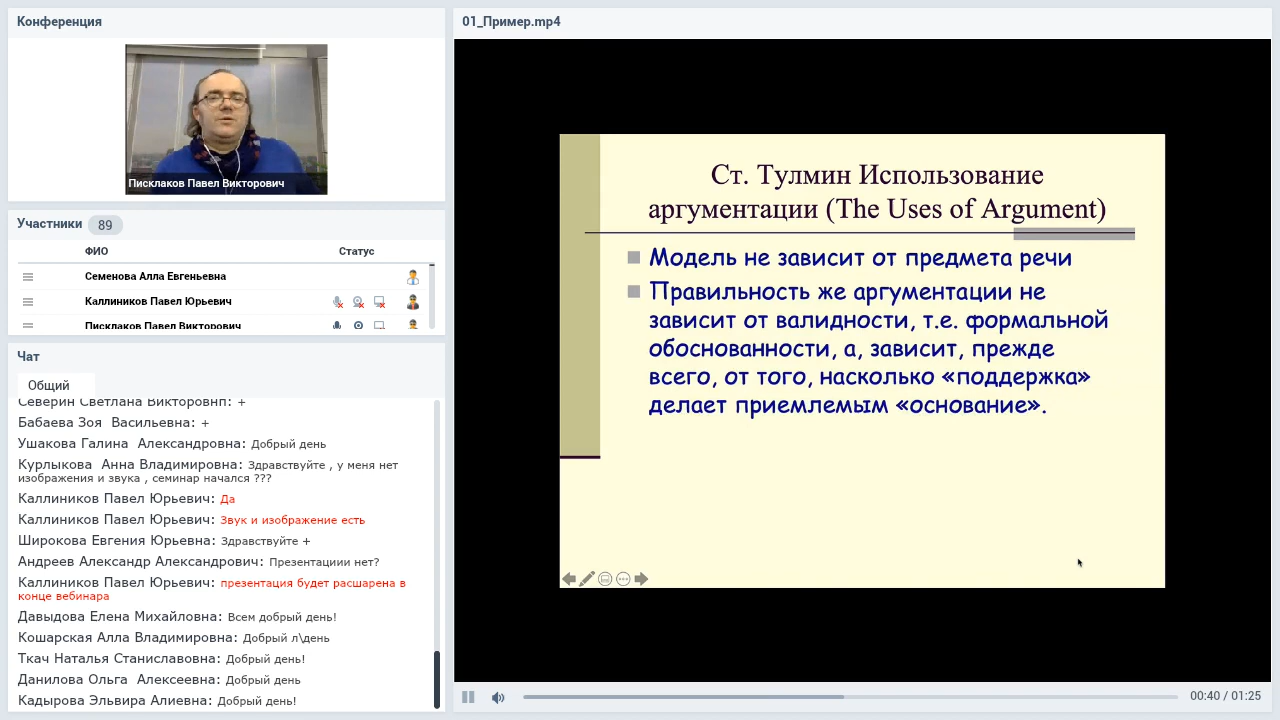 Конференция
Писклаков Павел Викторович
Участники 89
ФИО Статус
Семенова Алла Евгеньевна
Каллиников Павел Юрьевич
Писклаков Павел Викторович
Чат
Общий
Северин Светлана Викторовнп: +
Бабаева Зоя Васильевна: +
Ушакова Галина Александровна: Добрый день
Курлыкова Анна Владимировна: Здравствуйте , у меня нет
изображения и звука , семинар начался ???
Каллиников Павел Юрьевич: Да
Каллиников Павел Юрьевич: Звук и изображение есть
Широкова Евгения Юрьевна: Здравствуйте +
Андреев Александр Александрович: Презентациии нет?
Каллиников Павел Юрьевич: презентация будет расшарена в
конце вебинара
Давыдова Елена Михайловна: Всем добрый день!
Кошарская Алла Владимировна: Добрый л\день
Ткач Наталья Станиславовна: Добрый день!
Данилова Ольга Алексеевна: Добрый день
Кадырова Эльвира Алиевна: Добрый день!
01_Пример.mp4
Ст. Тулмин Использование
аргументации (The Uses of Argument)
Модель не зависит от предмета речи
Правильность же аргументации не
зависит от валидности, т.е. формальной
обоснованности, а, зависит, прежде
всего, от того, насколько «поддержка»
делает приемлемым «основание».
00:40 / 01:25